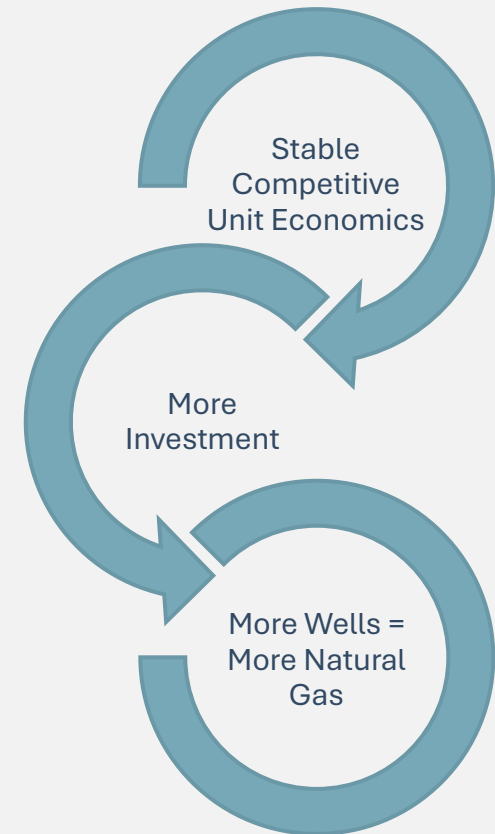 Stable
Competitive
Unit Economics
More
Investment
More Wells =
More Natural
Gas